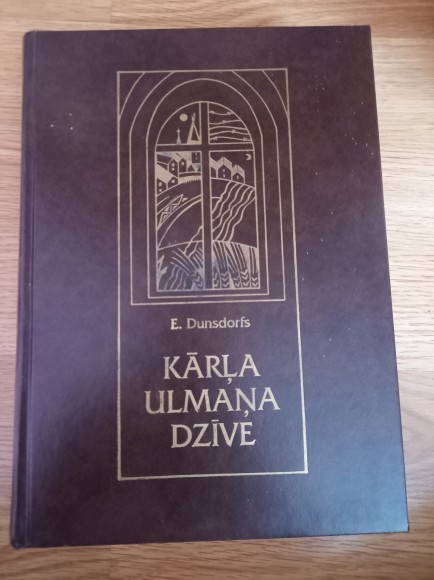 E. Dunsdorfs
KĀRĻA
ULMAŅA
DZĪVE